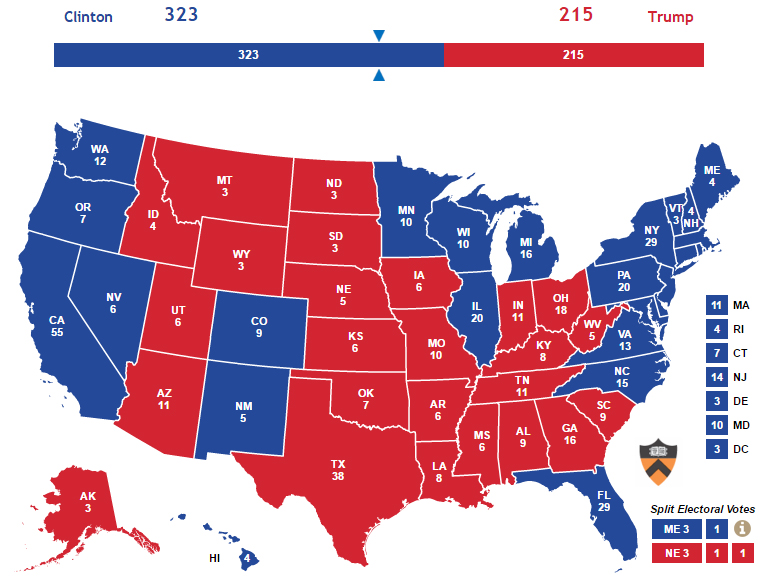 Clinton 323 215 Trump
323 215
WA
12
MT
3
ND
3
ME
4
OR
7
ID
4
MN
10
VT
3
4
NH
WI
10
NY
29
SD
3
MI
16
WY
3
IA
6
PA
20
NE
5
NV
6
UT
6
CO
9
IL
20
IN
11
OH
18
CA
55
KS
6
MO
10
WV
5
VA
13
KY
8
NC
15
TN
11
AZ
11
NM
5
OK
7
AR
6
SC
9
MS
6
AL
9
GA
16
TX
38
LA
8
FL
29
AK
3
HI 4
11 MA
4 RI
7 CT
14 NJ
3 DE
10 MD
3 DC
Split Electoral Votes
ME 3 1 i
NE 3 1 1